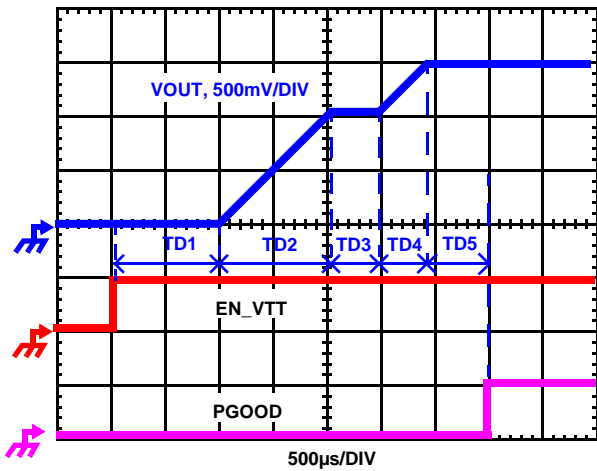 VOUT, 500mV/DIV
TD1 TD2 TD3 TD4 TD5
EN_VTT
PGOOD
500µs/DIV